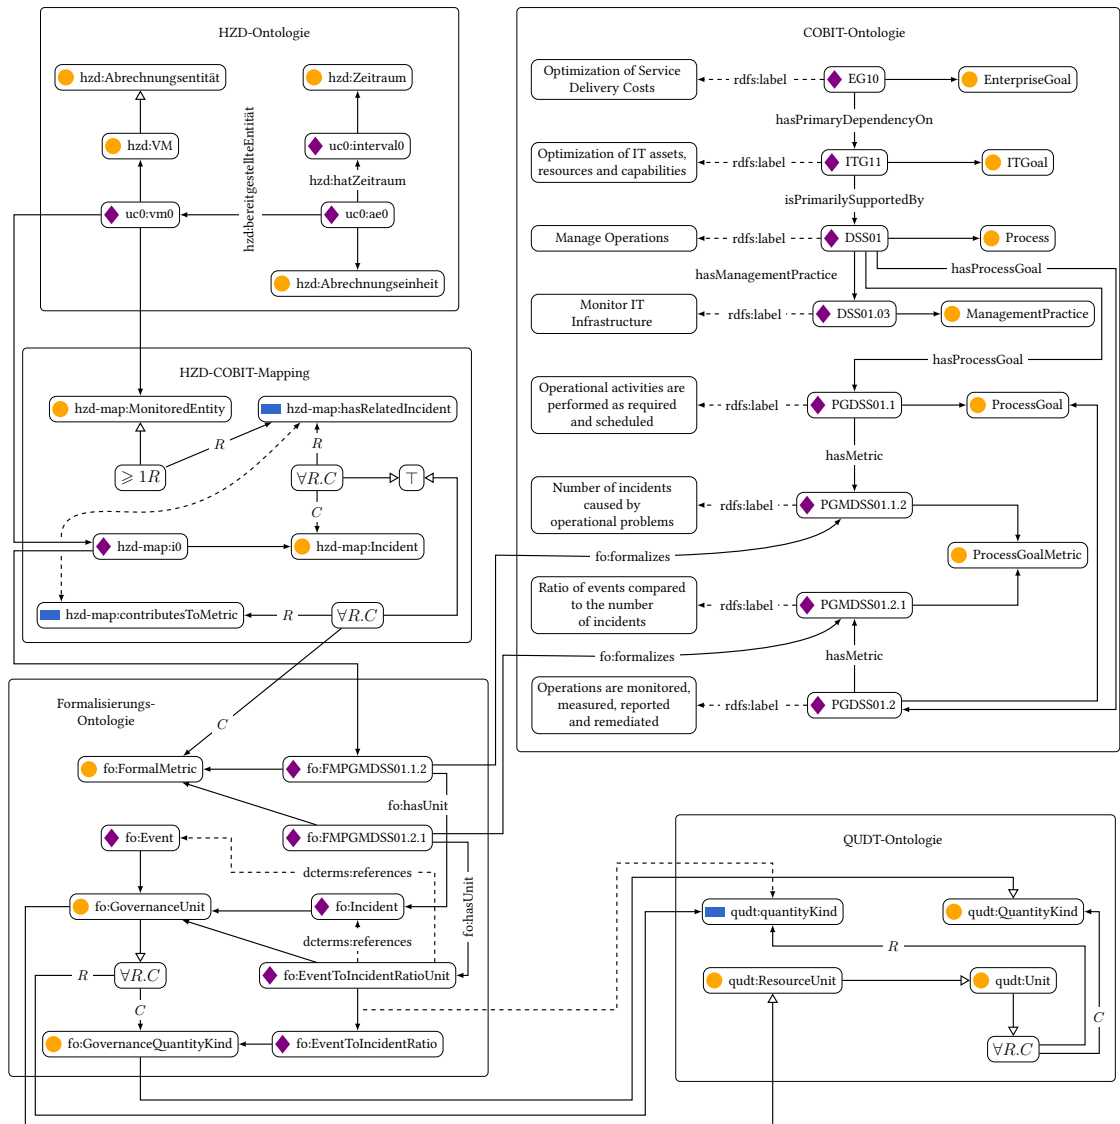 HZD-Ontologie
hzd:Abrechnungsentität
hzd:Zeitraum
hzd:VM
uc0:interval0
hzd:hatZeitraum
hzd:bereitgestellteEntität
uc0:vm0
uc0:ae0
hzd:Abrechnungseinheit
COBIT-Ontologie
Optimization of Service
Delivery Costs
rdfs:label
EG10
EnterpriseGoal
hasPrimaryDependencyOn
Optimization of IT assets,
resources and capabilities
rdfs:label
ITG11
ITGoal
isPrimarilySupportedBy
Manage Operations
rdfs:label
DSS01
Process
hasManagementPractice
hasProcessGoal
Monitor IT
Infrastructure
rdfs:label
DSS01.03
ManagementPractice
hasProcessGoal
Operational activities are
performed as required
and scheduled
rdfs:label
PGDSS01.1
ProcessGoal
hasMetric
Number of incidents
caused by
operational problems
rdfs:label
PGMDSS01.1.2
ProcessGoalMetric
fo:formalizes
Ratio of events compared
to the number
of incidents
rdfs:label
PGMDSS01.2.1
fo:formalizes
hasMetric
Operations are monitored,
measured, reported
and remediated
rdfs:label
PGDSS01.2
HZD-COBIT-Mapping
hzd-map:MonitoredEntity
hzd-map:hasRelatedIncident
R
R
⩾ 1R
∀R.C
⊤
C
hzd-map:i0
hzd-map:Incident
hzd-map:contributesToMetric
R
∀R.C
Formalisierungs-
Ontologie
C
fo:FormalMetric
fo:FMPGMDSS01.1.2
fo:hasUnit
fo:Event
fo:FMPGMDSS01.2.1
dcterms:references
fo:hasUnit
fo:GovernanceUnit
fo:Incident
dcterms:references
R
∀R.C
fo:EventToIncidentRatioUnit
C
fo:GovernanceQuantityKind
fo:EventToIncidentRatio
QUDT-Ontologie
qudt:quantityKind
qudt:QuantityKind
R
qudt:ResourceUnit
qudt:Unit
C
∀R.C